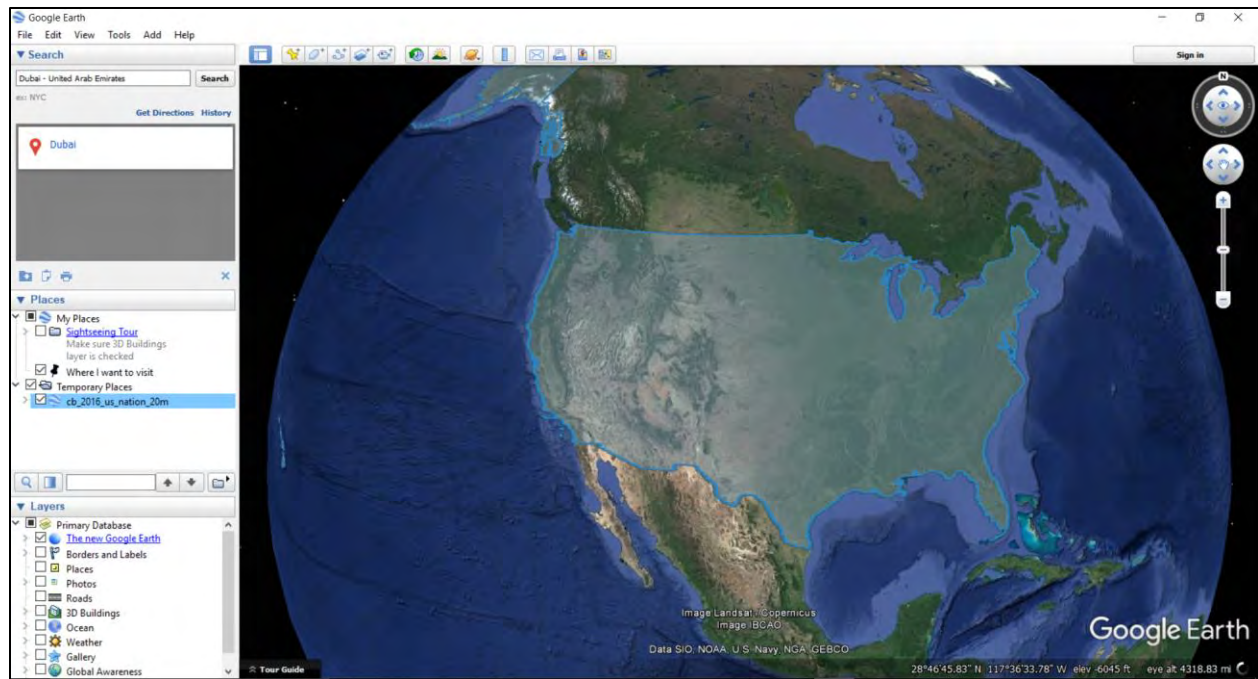 Google Earth
File Edit View Tools Add Help
Search
Dubai - United Arab Emirates
Search
ex: NYC
Get Directions History
Dubai
Places
My Places
Sightseeing Tour
Make sure 3D Buildings
layer is checked
Where I want to visit
Temporary Places
cb_2016_us_nation_20m
Layers
Primary Database
The new Google Earth
Borders and Labels
Places
Photos
Roads
3D Buildings
Ocean
Weather
Gallery
Global Awareness
Sign in
N
Image Landsat / Copernicus
Image IBCAO
Data SIO, NOAA, U.S. Navy, NGA, GEBCO
Google Earth
Tour Guide
28°46'45.83" N 117°36'33.78" W elev -6045 ft eye alt 4318.83 mi